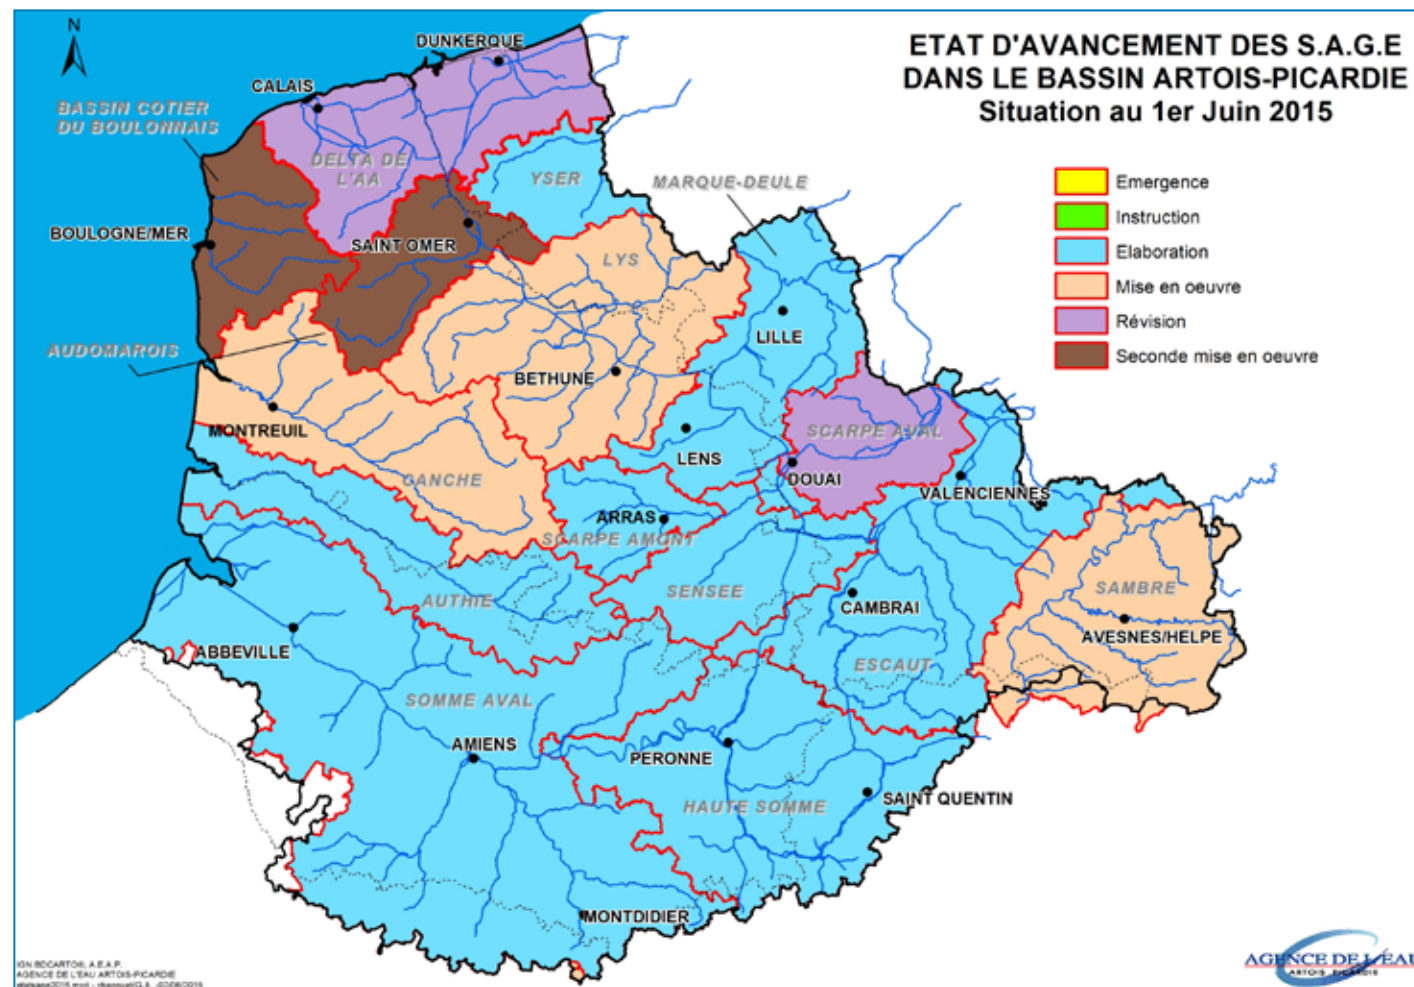 ETAT D'AVANCEMENT DES S.A.G.E
DANS LE BASSIN ARTOIS-PICARDIE
Situation au 1er Juin 2015
N
DUNKERQUE
CALAIS
BASSIN COTIER
DU BOULONNAIS
DELTA DE
L'AA
YSER
MARQUE-DEULE
BOULOGNE/MER
SAINT OMER
LYS
AUDOMAROIS
LILLE
BETHUNE
MONTREUIL
SCARPE AVAL
LENS
DOUAI
CANCHE
VALENCIENNES
ARRAS
SCARPE AMONT
AUTHIE
SENSEE
CAMBRAI
SAMBRE
AVESNES/HELPE
ABBEVILLE
ESCAUT
SOMME AVAL
AMIENS
PERONNE
HAUTE SOMME
SAINT QUENTIN
MONTDIDIER
Emergence
Instruction
Elaboration
Mise en oeuvre
Révision
Seconde mise en oeuvre
IGN BDCARTO®, A.E.A.P.
AGENCE DE L'EAU ARTOIS-PICARDIE
AGENCE DE L'EAU
ARTOIS PICARDIE